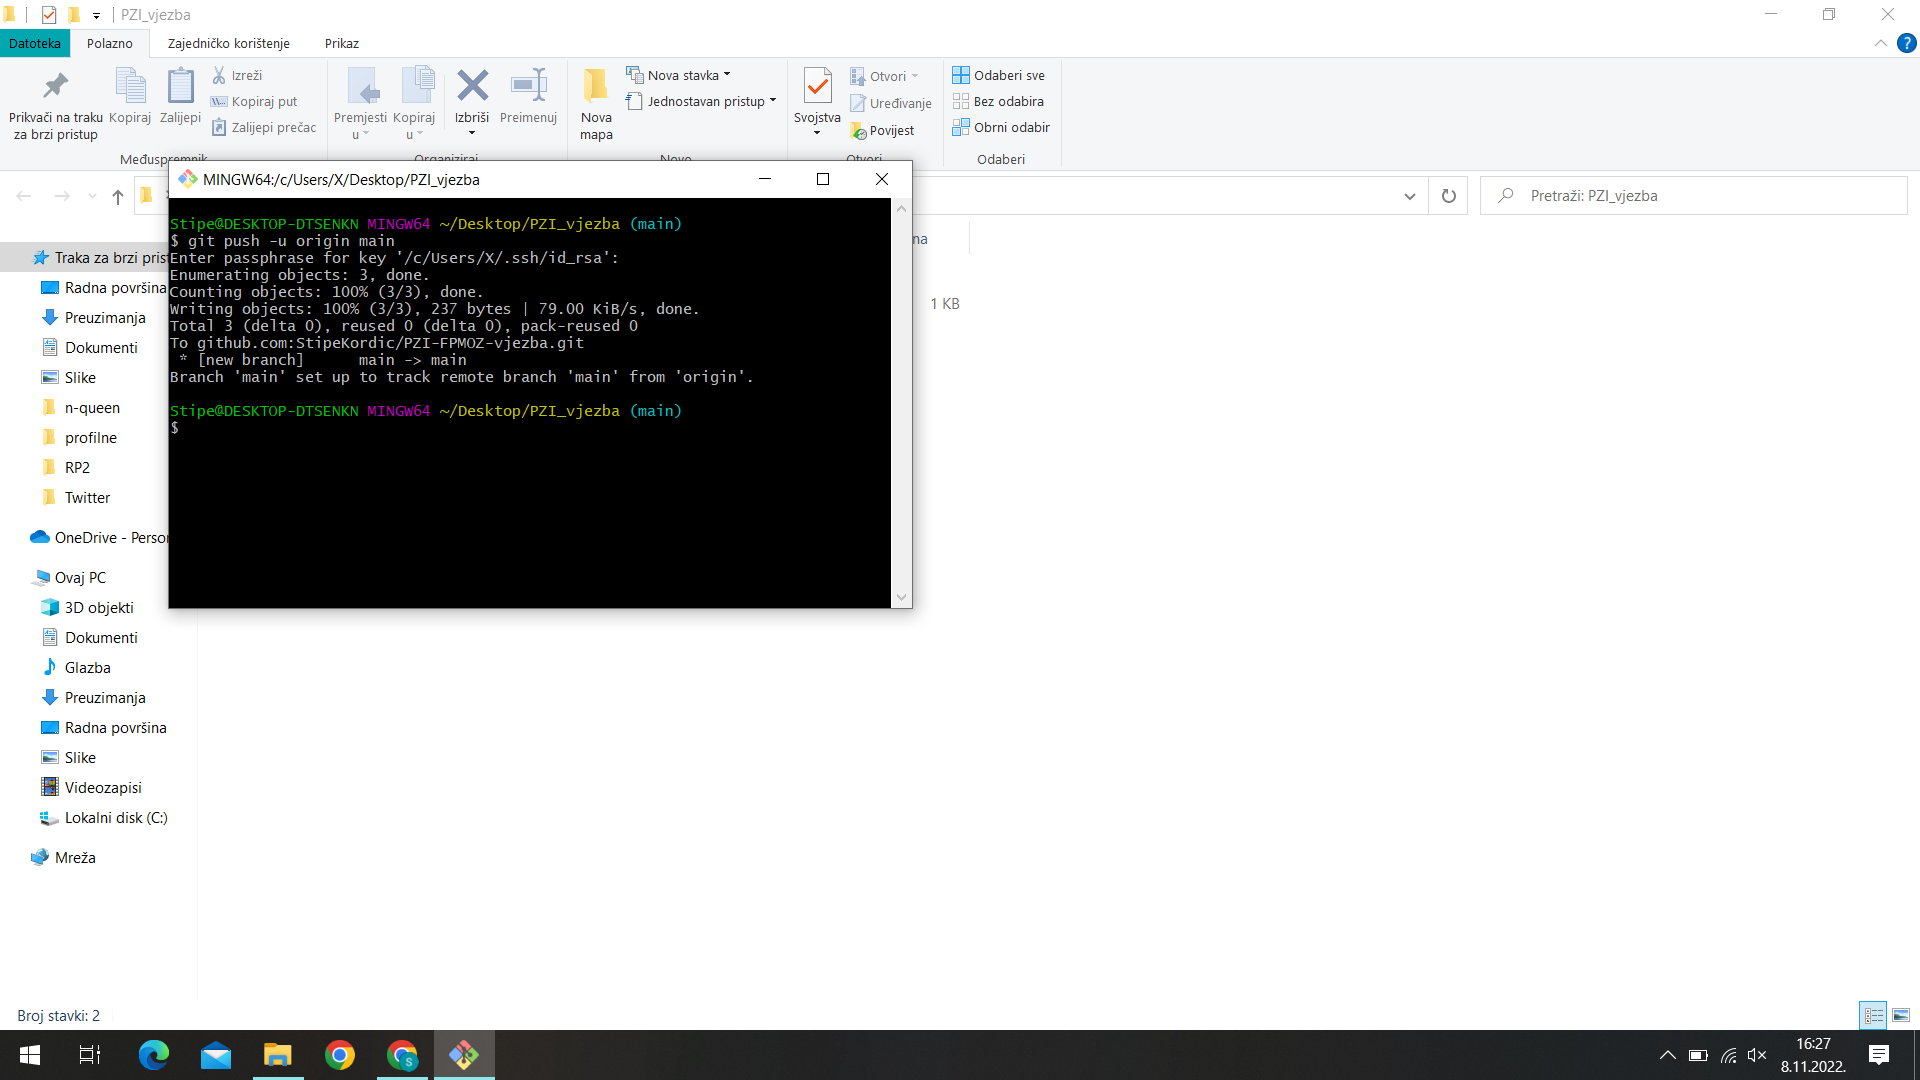 PZI_vjezba
Datoteka
Polazno
Zajedničko korištenje
Prikaz
Prikvači na traku za brzi pristup
Kopiraj
Zalijepi
Izreži
Kopiraj put
Zalijepi prečac
Međuspremnik
Premjesti u
Kopiraj u
Izbriši
Preimenuj
Organiziraj
Nova mapa
Nova stavka
Jednostavan pristup
Novo
Svojstva
Otvori
Uređivanje
Povijest
Otvori
Odaberi sve
Bez odabira
Obrni odabir
Odaberi
Pretraži: PZI_vjezba
MINGW64:/c/Users/X/Desktop/PZI_vjezba
Stipe@DESKTOP-DTSENKN MINGW64 ~/Desktop/PZI_vjezba (main)
$ git push -u origin main
Enter passphrase for key '/c/Users/X/.ssh/id_rsa':
Enumerating objects: 3, done.
Counting objects: 100% (3/3), done.
Writing objects: 100% (3/3), 237 bytes | 79.00 KiB/s, done.
Total 3 (delta 0), reused 0 (delta 0), pack-reused 0
To github.com:StipeKordic/PZI-FPMOZ-vjezba.git
 * [new branch]      main -> main
Branch 'main' set up to track remote branch 'main' from 'origin'.
Stipe@DESKTOP-DTSENKN MINGW64 ~/Desktop/PZI_vjezba (main)
$
na
1 KB
Traka za brzi prist
Radna površina
Preuzimanja
Dokumenti
Slike
n-queen
profilne
RP2
Twitter
OneDrive - Person
Ovaj PC
3D objekti
Dokumenti
Glazba
Preuzimanja
Radna površina
Slike
Videozapisi
Lokalni disk (C:)
Mreža
Broj stavki: 2
S
16:27
8.11.2022.